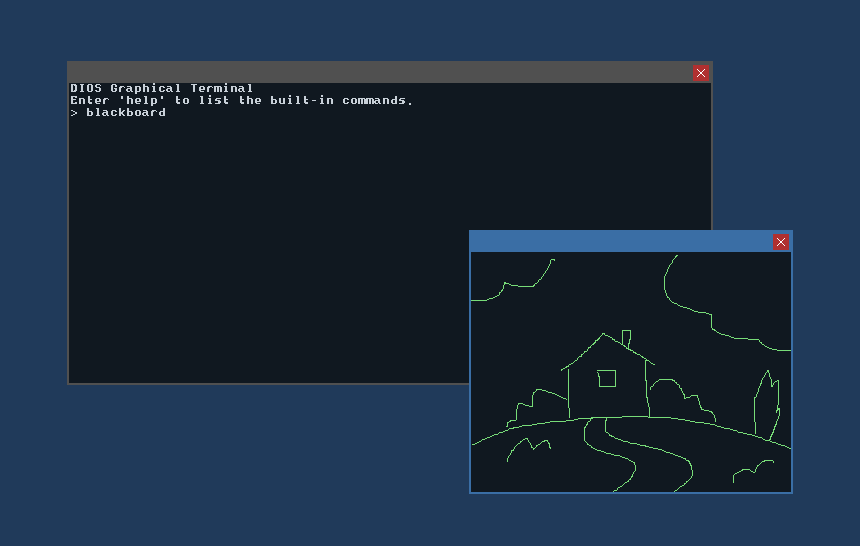 DIOS Graphical Terminal
Enter 'help' to list the built-in commands.
> blackboard